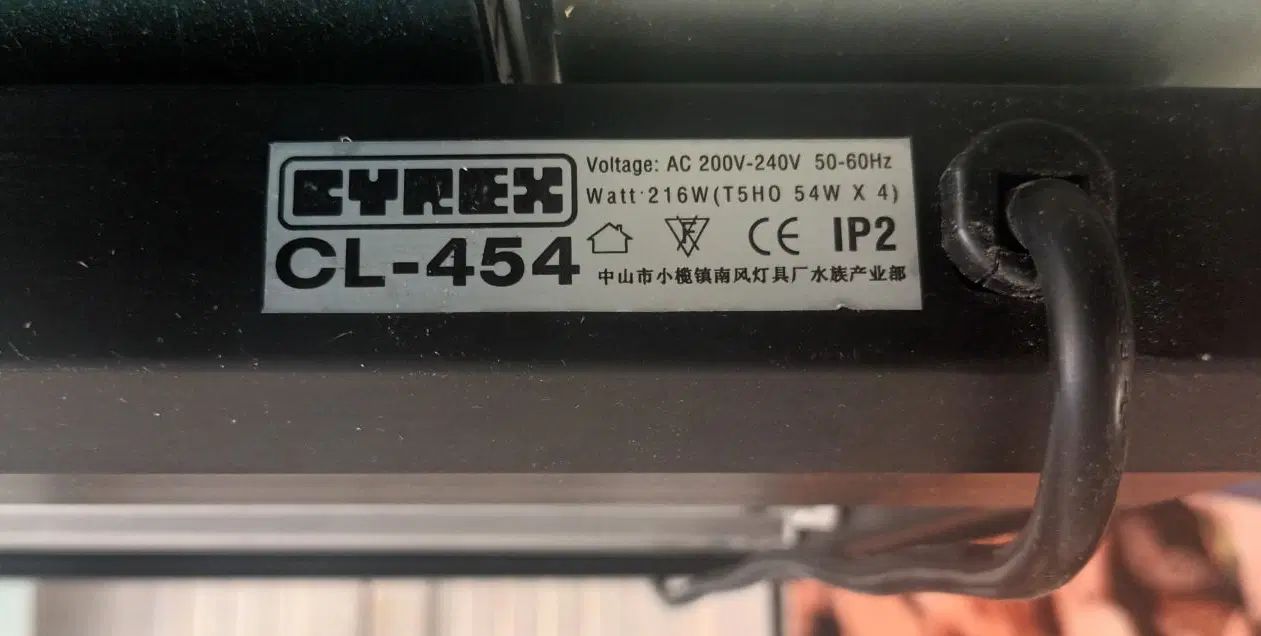 CYREX
CL-454
Voltage: AC 200V-240V 50-60Hz
Watt:216W(T5HO 54W X 4)
F CE IP2
中山市小榄镇南风灯具厂水族产业部